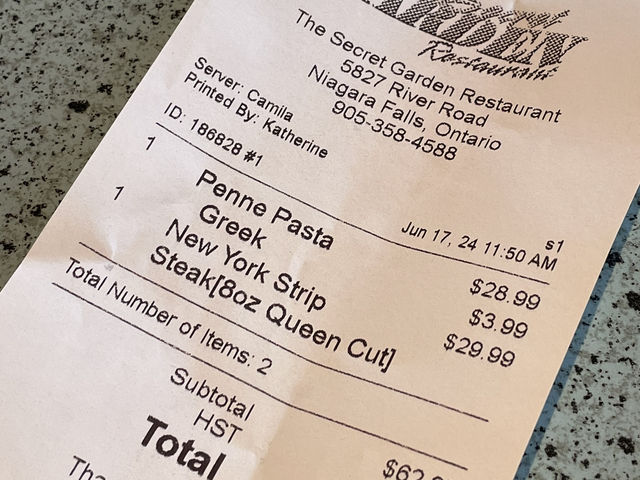 Restaurant
The Secret Garden Restaurant
5827 River Road
Niagara Falls, Ontario
905-358-4588
Server: Camila
Printed By: Katherine
ID: 186828 #1
s1
Jun 17, 24 11:50 AM
1 Penne Pasta $28.99
Greek $3.99
1 New York Strip $29.99
Steak[8oz Queen Cut]
Total Number of Items: 2
Subtotal
HST
Total